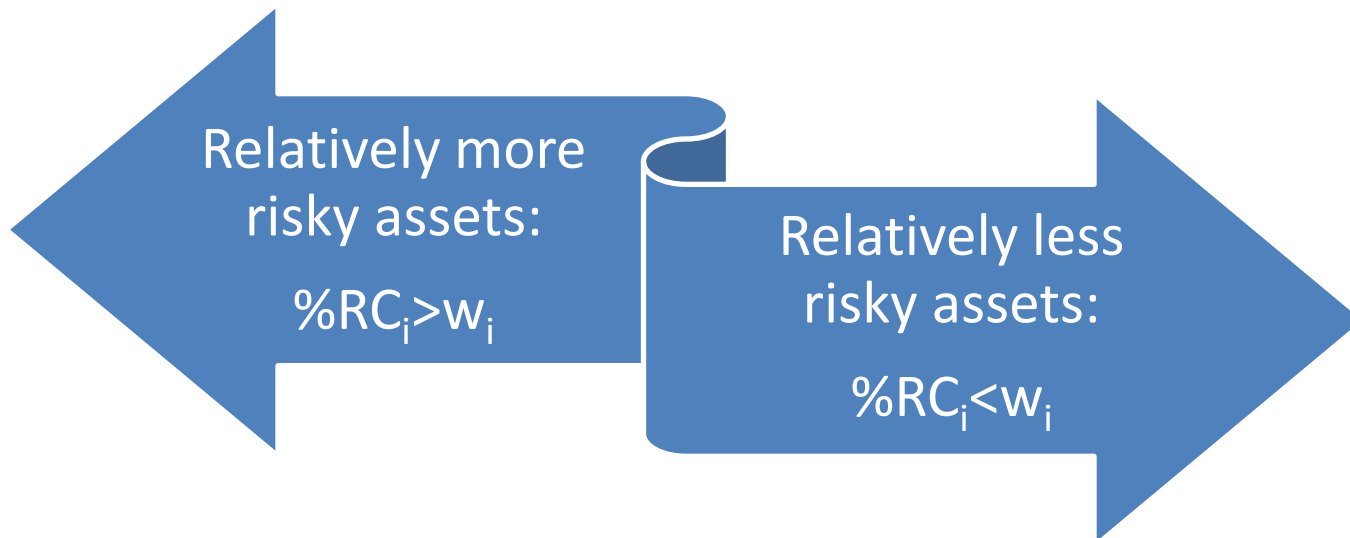 Relatively more
risky assets:
%RCᵢ>wᵢ
Relatively less
risky assets:
%RCᵢ<wᵢ